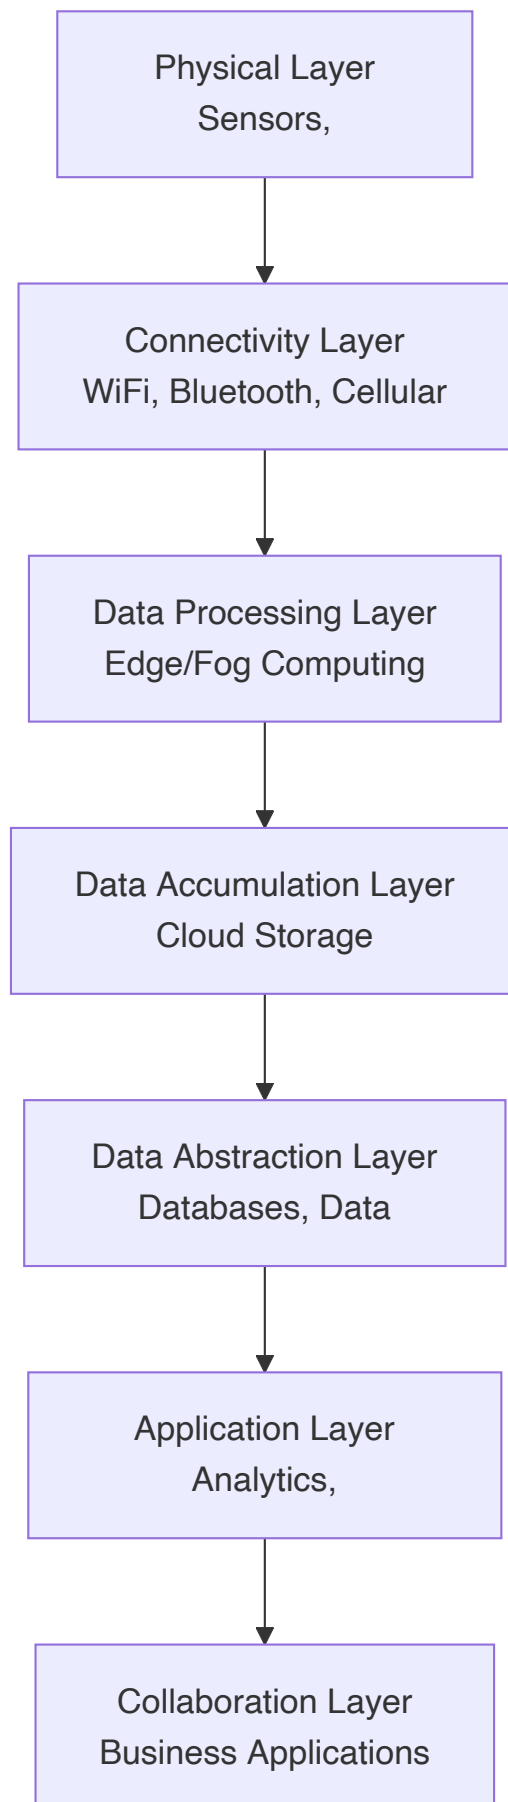 Physical Layer
Sensors,
Connectivity Layer
WiFi, Bluetooth, Cellular
Data Processing Layer
Edge/Fog Computing
Data Accumulation Layer
Cloud Storage
Data Abstraction Layer
Databases, Data
Application Layer
Analytics,
Collaboration Layer
Business Applications